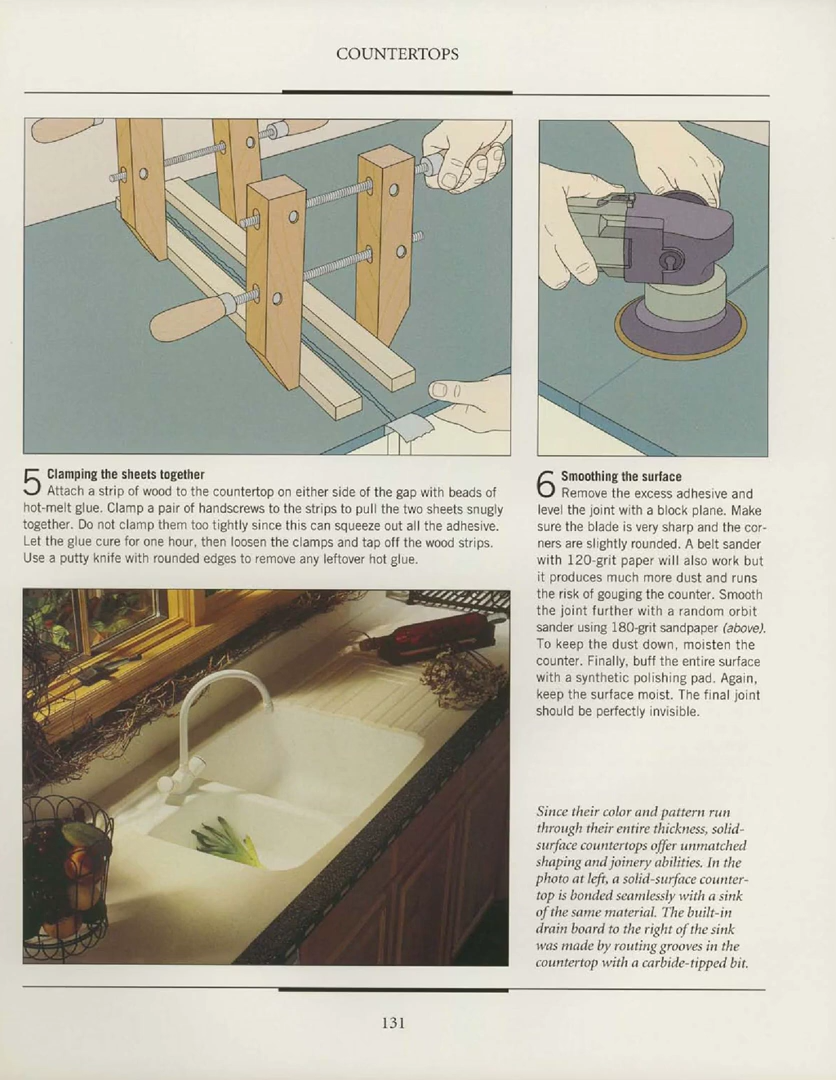 COUNTERTOPS
5 Clamping the sheets together
Attach a strip of wood to the countertop on either side of the gap with beads of
hot-melt glue. Clamp a pair of handscrews to the strips to pull the two sheets snugly
together. Do not clamp them too tightly since this can squeeze out all the adhesive.
Let the glue cure for one hour, then loosen the clamps and tap off the wood strips.
Use a putty knife with rounded edges to remove any leftover hot glue.
6 Smoothing the surface
Remove the excess adhesive and
level the joint with a block plane. Make
sure the blade is very sharp and the cor-
ners are slightly rounded. A belt sander
with 120-grit paper will also work but
it produces much more dust and runs
the risk of gouging the counter. Smooth
the joint further with a random orbit
sander using 180-grit sandpaper (above).
To keep the dust down, moisten the
counter. Finally, buff the entire surface
with a synthetic polishing pad. Again,
keep the surface moist. The final joint
should be perfectly invisible.
Since their color and pattern run
through their entire thickness, solid-
surface countertops offer unmatched
shaping and joinery abilities. In the
photo at left, a solid-surface counter-
top is bonded seamlessly with a sink
of the same material. The built-in
drain board to the right of the sink
was made by routing grooves in the
countertop with a carbide-tipped bit.
131